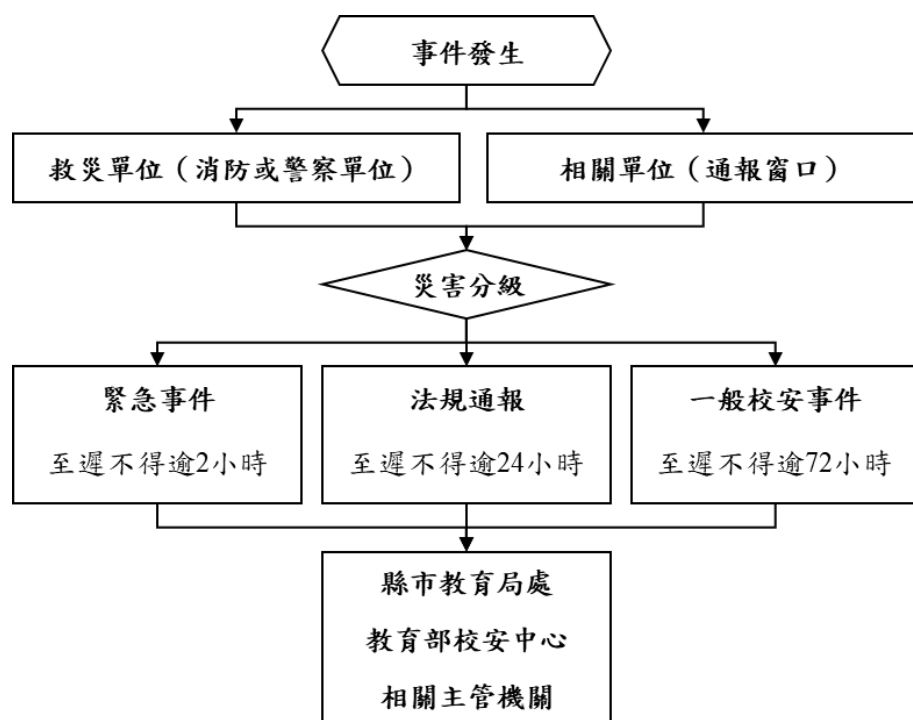 事件發生
救災單位（消防或警察單位）
相關單位（通報窗口）
災害分級
緊急事件
至遲不得逾2小時
法規通報
至遲不得逾24小時
一般校安事件
至遲不得逾72小時
縣市教育局處
教育部校安中心
相關主管機關